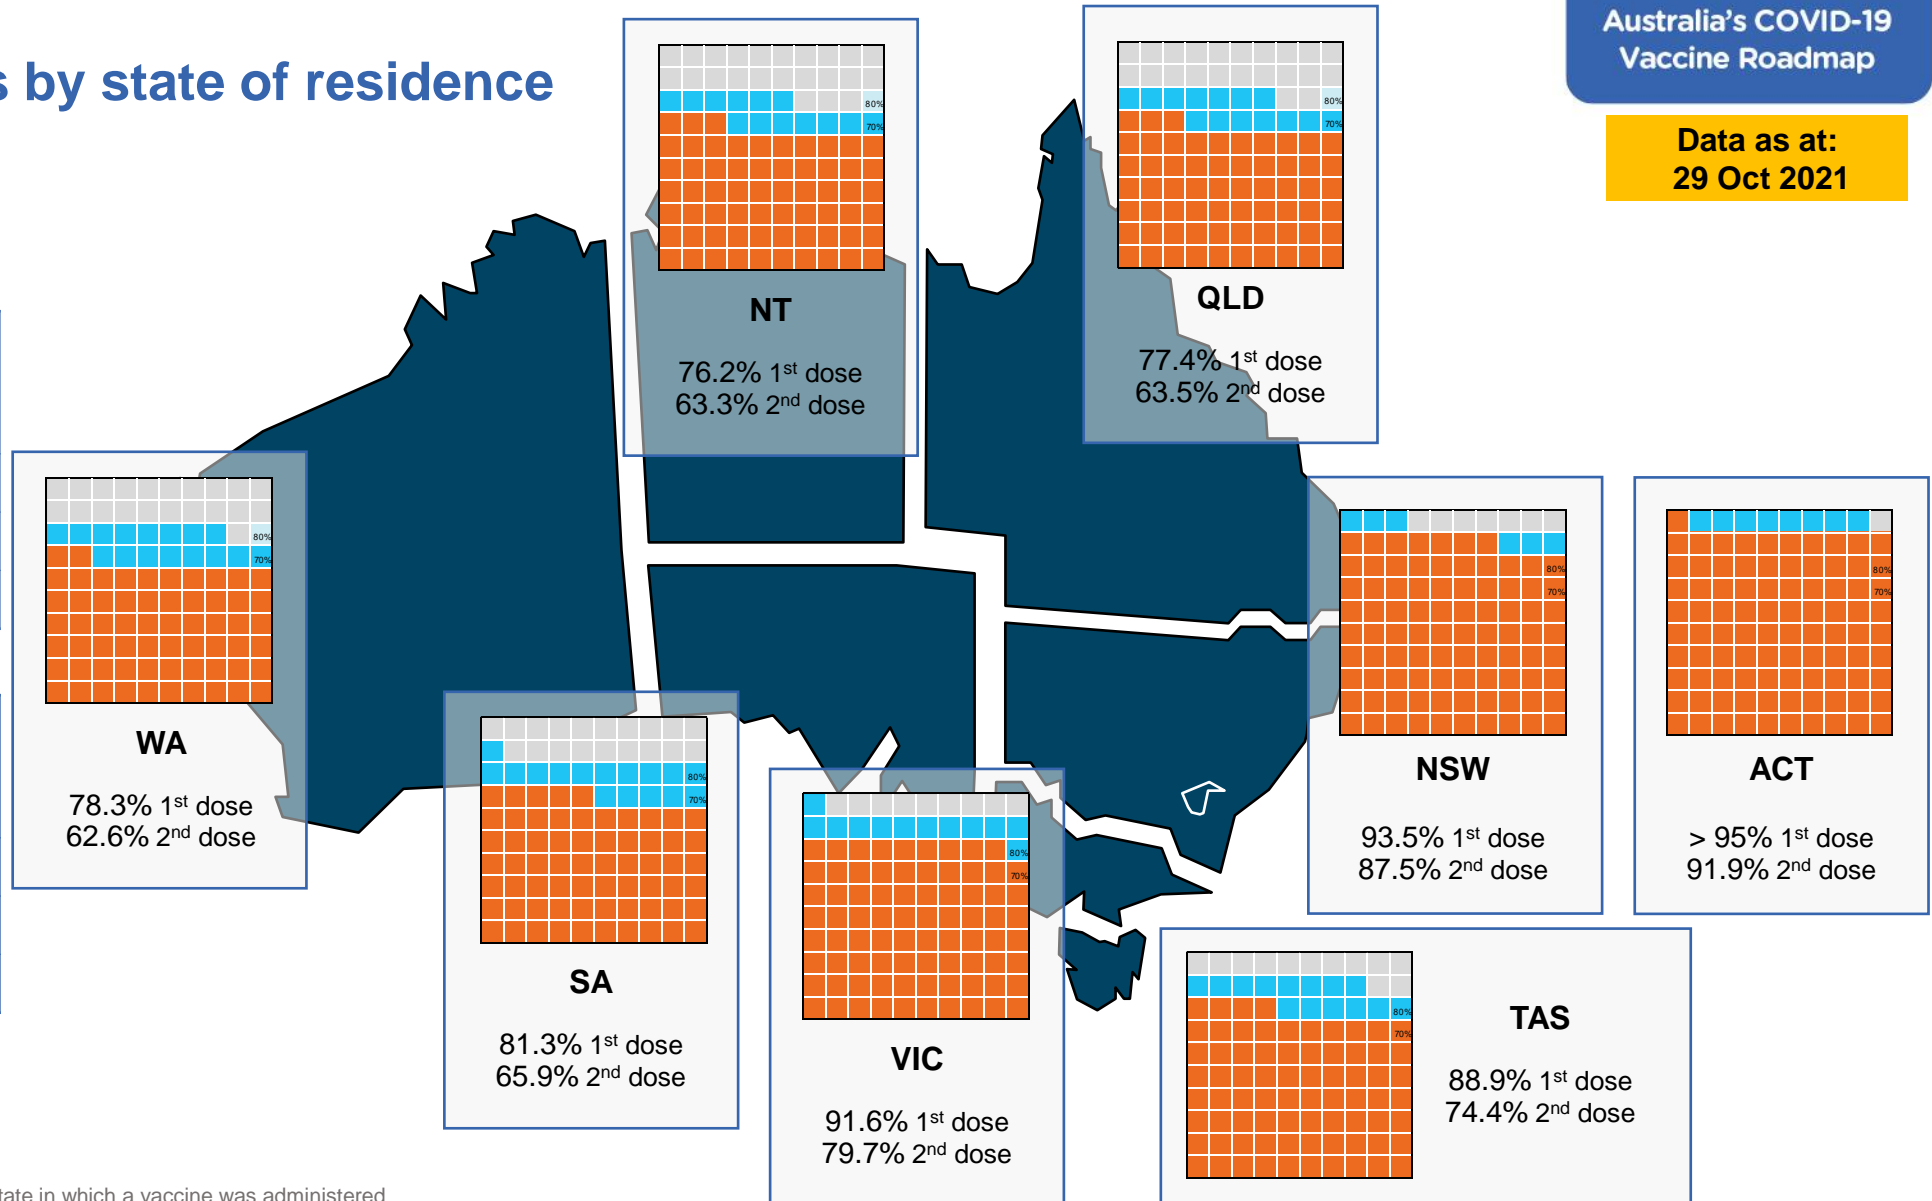 s by state of residence
Australia's COVID-19
Vaccine Roadmap
Data as at:
29 Oct 2021
80%
70%
NT
76.2% 1st dose
63.3% 2nd dose
80%
70%
QLD
77.4% 1st dose
63.5% 2nd dose
80%
70%
WA
78.3% 1st dose
62.6% 2nd dose
80%
70%
SA
81.3% 1st dose
65.9% 2nd dose
80%
70%
VIC
91.6% 1st dose
79.7% 2nd dose
80%
70%
NSW
93.5% 1st dose
87.5% 2nd dose
80%
70%
ACT
> 95% 1st dose
91.9% 2nd dose
80%
70%
TAS
88.9% 1st dose
74.4% 2nd dose
tate in which a vaccine was administered